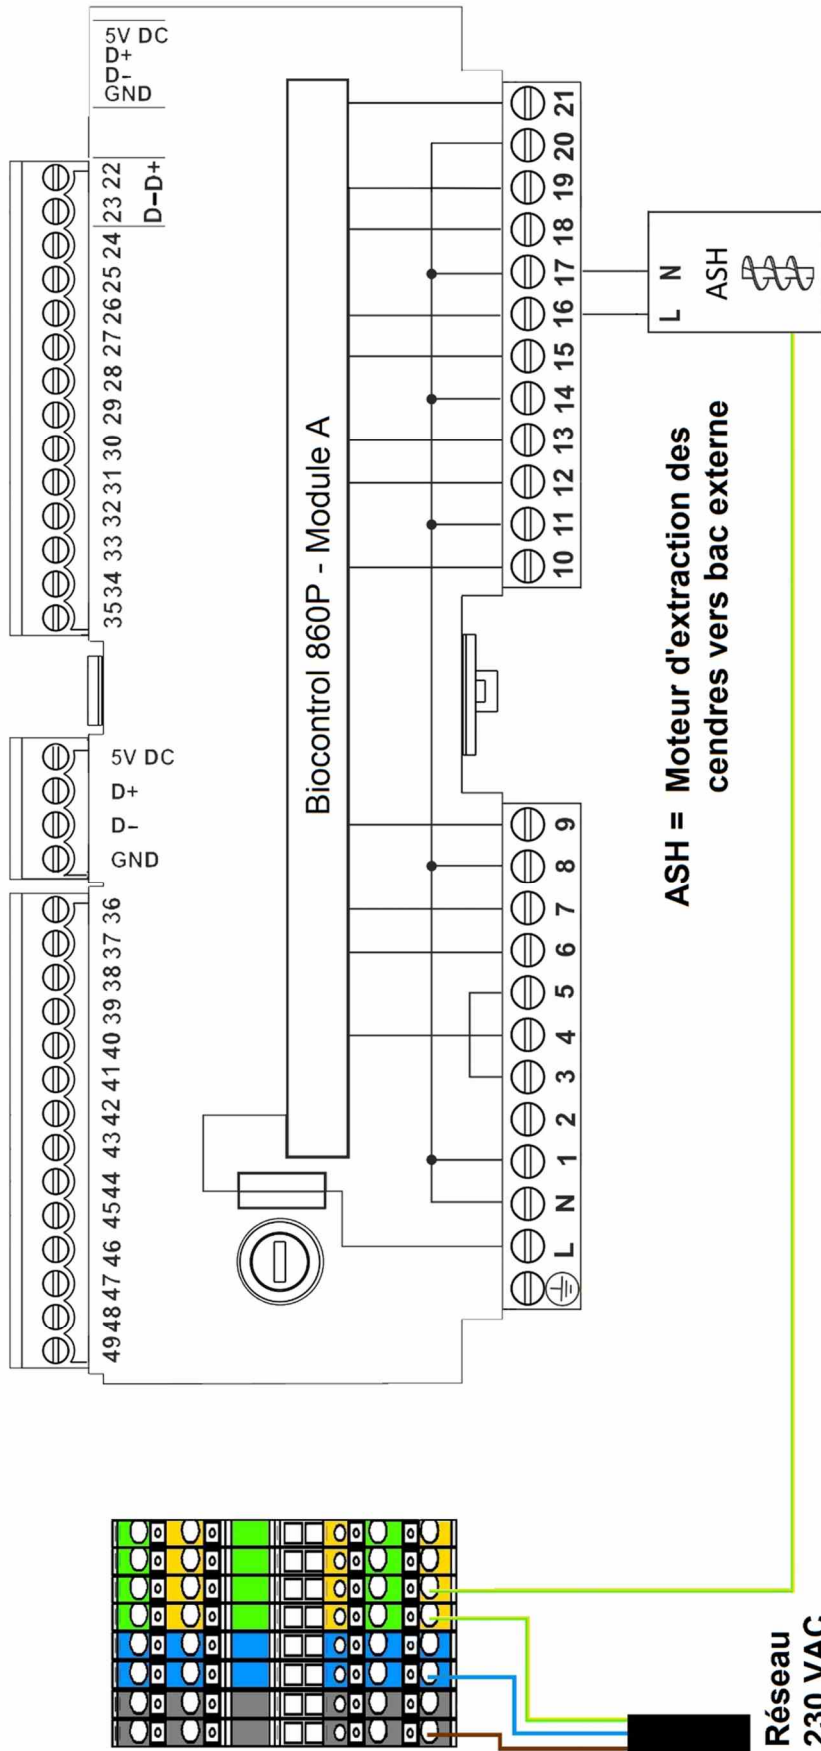 5V DC
D+
D-
GND
22
23
D-D+
24
25
26
27
28
29
30
31
32
33
34
35
5V DC
D+
D-
GND
36
37
38
39
40
41
42
43
44
45
46
47
48
49
Biocontrol 860P - Module A
21
20
19
18
17
16
15
14
13
12
11
10
9
8
7
6
5
4
3
2
1
N
L
L N
ASH
ASH = Moteur d'extraction des
cendres vers bac externe
Réseau
230 VAC